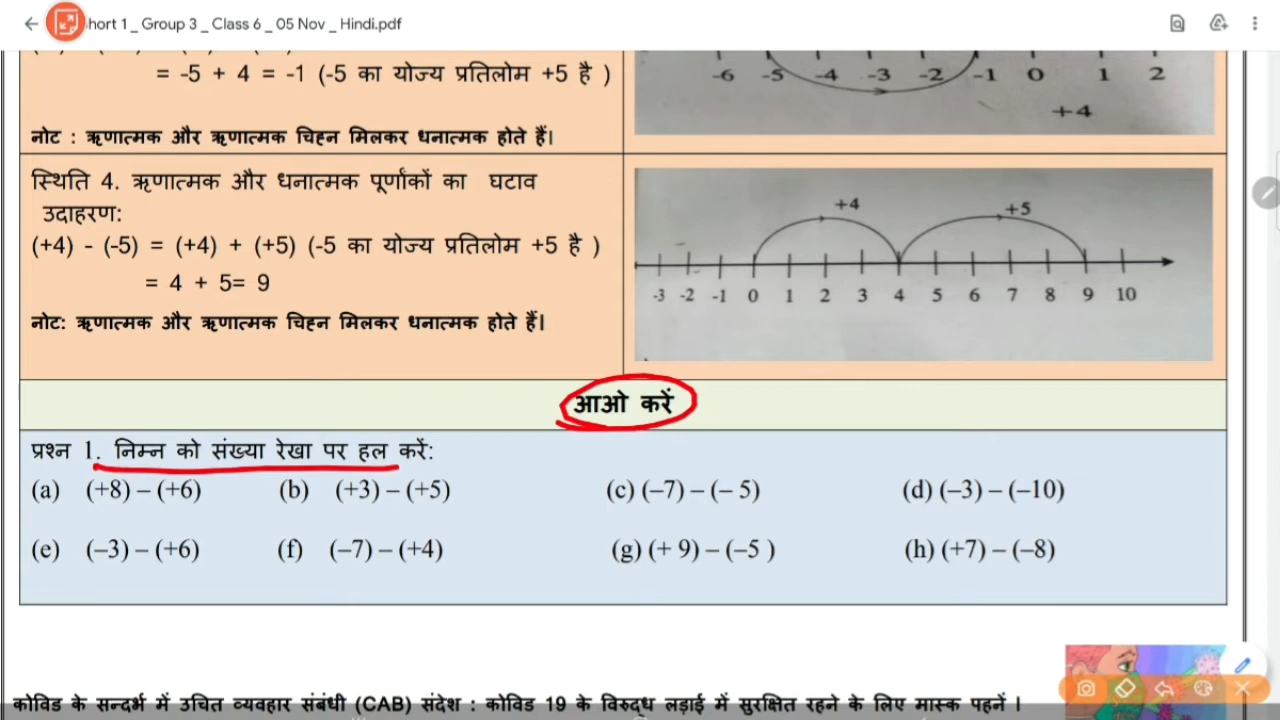 hort 1 _ Group 3 _ Class 6 _ 05 Nov _ Hindi.pdf
= -5 + 4 = -1 (-5 का योज्य प्रतिलोम +5 है )
नोट : ऋणात्मक और ऋणात्मक चिह्न मिलकर धनात्मक होते हैं।
-6 -5 -4 -3 -2 -1 0 1 2
+4
स्थिति 4. ऋणात्मक और धनात्मक पूर्णांकों का घटाव
उदाहरण:
(+4) - (-5) = (+4) + (+5) (-5 का योज्य प्रतिलोम +5 है )
= 4 + 5= 9
नोट: ऋणात्मक और ऋणात्मक चिह्न मिलकर धनात्मक होते हैं।
+4 +5
-3 -2 -1 0 1 2 3 4 5 6 7 8 9 10
आओ करें
प्रश्न 1. निम्न को संख्या रेखा पर हल करें:
(a) (+8) – (+6) (b) (+3) – (+5) (c) (–7) – (– 5) (d) (–3) – (–10)
(e) (–3) – (+6) (f) (–7) – (+4) (g) (+ 9) – (–5 ) (h) (+7) – (–8)
कोविड के सन्दर्भ में उचित व्यवहार संबंधी (CAB) संदेश : कोविड 19 के विरुद्ध लड़ाई में सुरक्षित रहने के लिए मास्क पहनें ।